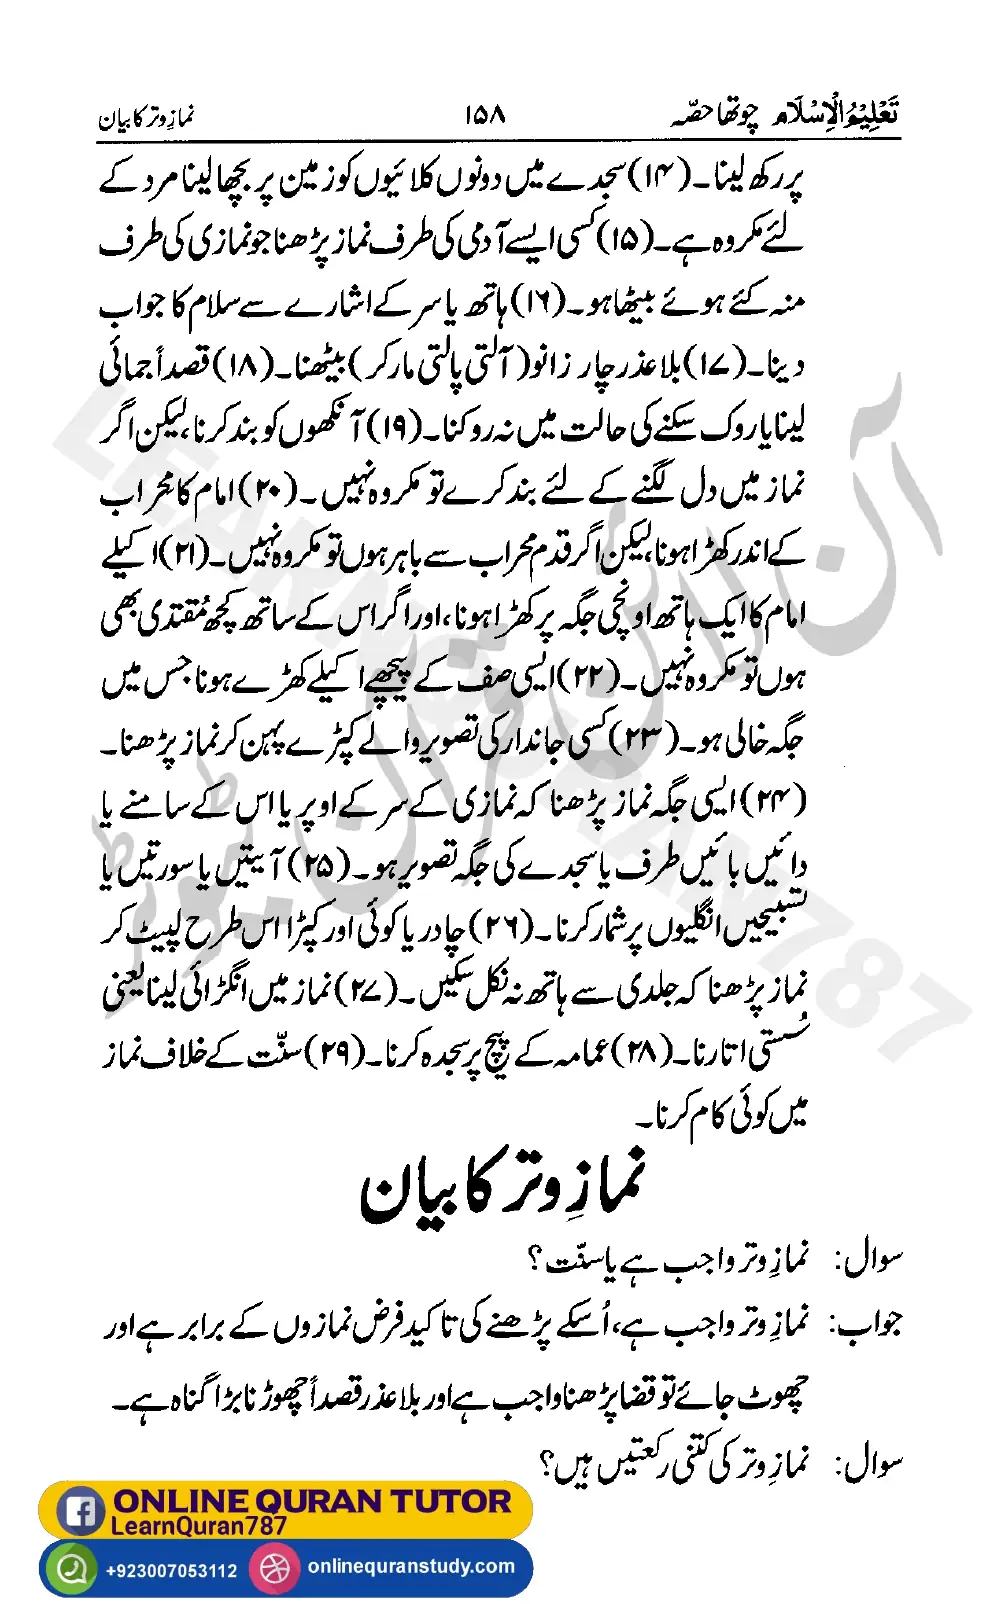 تَعْلِیْمُ الْاِسْلَام چوتھا حصّہ ۱۵۸ نمازِ وتر کا بیان
پر رکھ لینا۔ (۱۴) سجدے میں دونوں کلائیوں کو زمین پر بچھا لینا مرد کے
لئے مکروہ ہے۔ (۱۵) کسی ایسے آدمی کی طرف نماز پڑھنا جو نمازی کی طرف
منہ کئے ہوئے بیٹھا ہو۔ (۱۶) ہاتھ یا سر کے اشارے سے سلام کا جواب
دینا۔ (۱۷) بلا عذر چار زانو (آلتی پالتی مار کر) بیٹھنا۔ (۱۸) قصداً جمائی
لینا یا روک سکنے کی حالت میں نہ روکنا۔ (۱۹) آنکھوں کو بند کرنا، لیکن اگر
نماز میں دل لگنے کے لئے بند کرے تو مکروہ نہیں۔ (۲۰) امام کا محراب
کے اندر کھڑا ہونا، لیکن اگر قدم محراب سے باہر ہوں تو مکروہ نہیں۔ (۲۱) اکیلے
امام کا ایک ہاتھ اونچی جگہ پر کھڑا ہونا، اور اگر اس کے ساتھ کچھ مُقتدی بھی
ہوں تو مکروہ نہیں۔ (۲۲) ایسی صف کے پیچھے اکیلے کھڑے ہونا جس میں
جگہ خالی ہو۔ (۲۳) کسی جاندار کی تصویر والے کپڑے پہن کر نماز پڑھنا۔
(۲۴) ایسی جگہ نماز پڑھنا کہ نمازی کے سر کے اوپر یا اس کے سامنے یا
دائیں بائیں طرف یا سجدے کی جگہ تصویر ہو۔ (۲۵) آیتیں یا سورتیں یا
تسبیحیں انگلیوں پر شمار کرنا۔ (۲۶) چادر یا کوئی اور کپڑا اس طرح لپیٹ کر
نماز پڑھنا کہ جلدی سے ہاتھ نہ نکل سکیں۔ (۲۷) نماز میں انگڑائی لینا یعنی
سُستی اتارنا۔ (۲۸) عمامہ کے پیچ پر سجدہ کرنا۔ (۲۹) سنّت کے خلاف نماز
میں کوئی کام کرنا۔
نمازِ وتر کا بیان
سوال: نمازِ وتر واجب ہے یا سنّت؟
جواب: نمازِ وتر واجب ہے، اُسکے پڑھنے کی تاکید فرض نمازوں کے برابر ہے اور
چھوٹ جائے تو قضا پڑھنا واجب ہے اور بلا عذر قصداً چھوڑنا بڑا گناہ ہے۔
سوال: نمازِ وتر کی کتنی رکعتیں ہیں؟
ONLINE QURAN TUTOR
LearnQuran787
+923007053112 onlinequranstudy.com